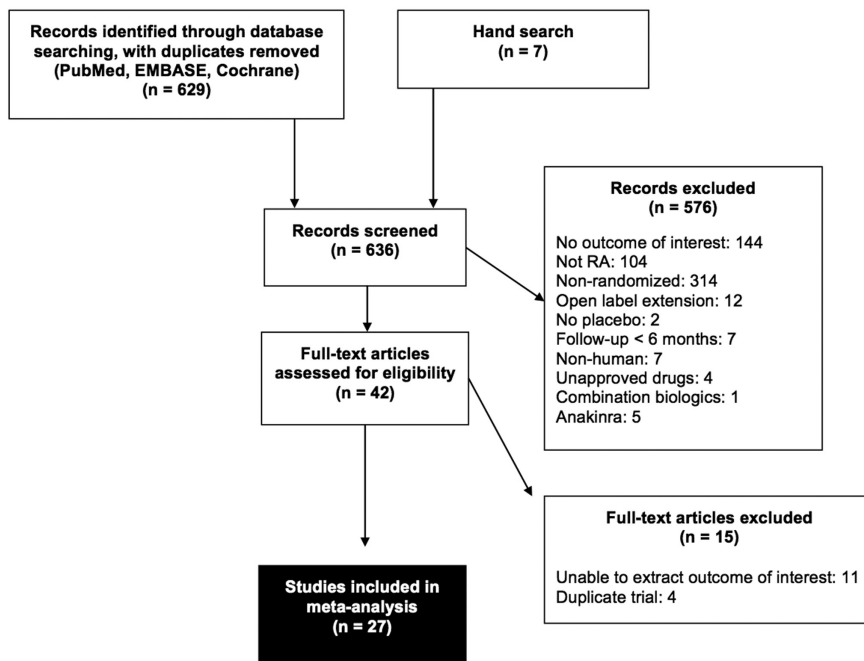 Records identified through database
searching, with duplicates removed
(PubMed, EMBASE, Cochrane)
(n = 629)
Hand search
(n = 7)
Records screened
(n = 636)
Records excluded
(n = 576)
No outcome of interest: 144
Not RA: 104
Non-randomized: 314
Open label extension: 12
No placebo: 2
Follow-up < 6 months: 7
Non-human: 7
Unapproved drugs: 4
Combination biologics: 1
Anakinra: 5
Full-text articles
assessed for eligibility
(n = 42)
Full-text articles excluded
(n = 15)
Unable to extract outcome of interest: 11
Duplicate trial: 4
Studies included in
meta-analysis
(n = 27)